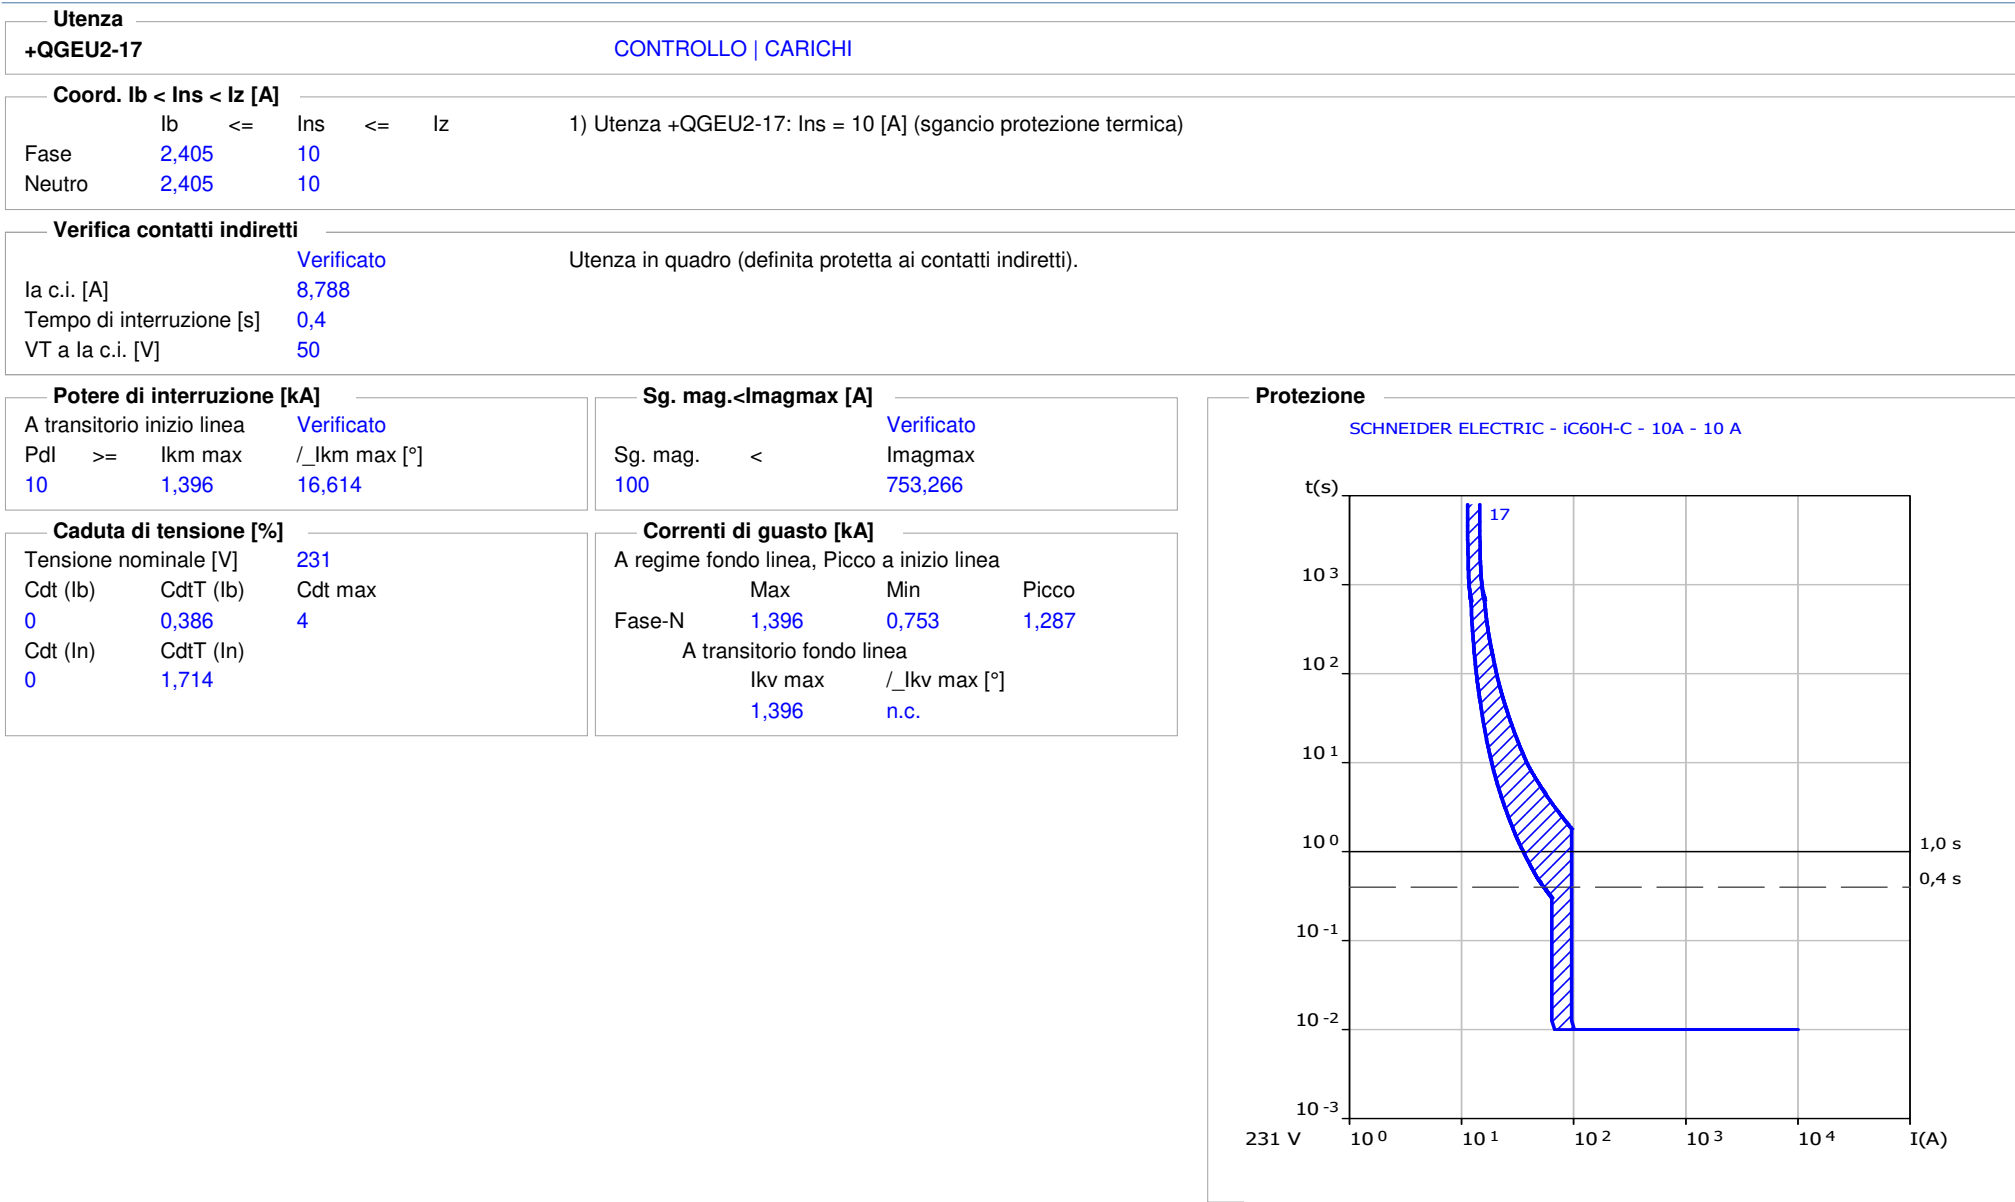 Utenza
+QGEU2-17 CONTROLLO | CARICHI
Coord. Ib < Ins < Iz [A]
Ib <= Ins <= Iz 1) Utenza +QGEU2-17: Ins = 10 [A] (sgancio protezione termica)
Fase 2,405 10
Neutro 2,405 10
Verifica contatti indiretti
Verificato Utenza in quadro (definita protetta ai contatti indiretti).
Ia c.i. [A] 8,788
Tempo di interruzione [s] 0,4
VT a Ia c.i. [V] 50
Potere di interruzione [kA]
A transitorio inizio linea Verificato
PdI >= Ikm max /_Ikm max [°]
10 1,396 16,614
Sg. mag.<Imagmax [A]
Verificato
Sg. mag. < Imagmax
100 753,266
Caduta di tensione [%]
Tensione nominale [V] 231
Cdt (Ib) CdtT (Ib) Cdt max
0 0,386 4
Cdt (In) CdtT (In)
0 1,714
Correnti di guasto [kA]
A regime fondo linea, Picco a inizio linea
Max Min Picco
Fase-N 1,396 0,753 1,287
A transitorio fondo linea
Ikv max /_Ikv max [°]
1,396 n.c.
Protezione
SCHNEIDER ELECTRIC - iC60H-C - 10A - 10 A
t(s)
17
10 3
10 2
10 1
10 0
1,0 s
0,4 s
10 -1
10 -2
10 -3
231 V 10 0 10 1 10 2 10 3 10 4 I(A)